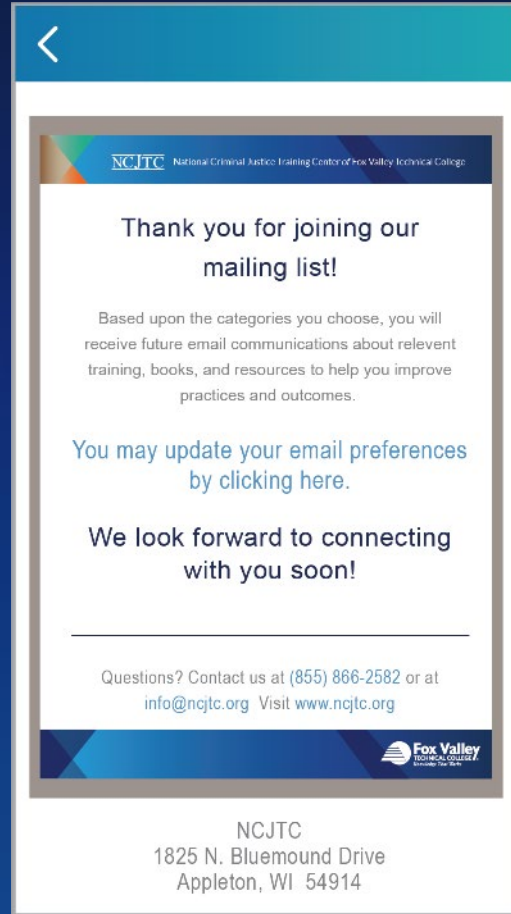 NCJTC National Criminal Justice Training Center of Fox Valley Technical College
Thank you for joining our
mailing list!
Based upon the categories you choose, you will
receive future email communications about relevent
training, books, and resources to help you improve
practices and outcomes.
You may update your email preferences
by clicking here.
We look forward to connecting
with you soon!
Questions? Contact us at (855) 866-2582 or at
info@ncjtc.org Visit www.ncjtc.org
Fox Valley
TECHNICAL COLLEGE
Knowledge That Works
NCJTC
1825 N. Bluemound Drive
Appleton, WI 54914